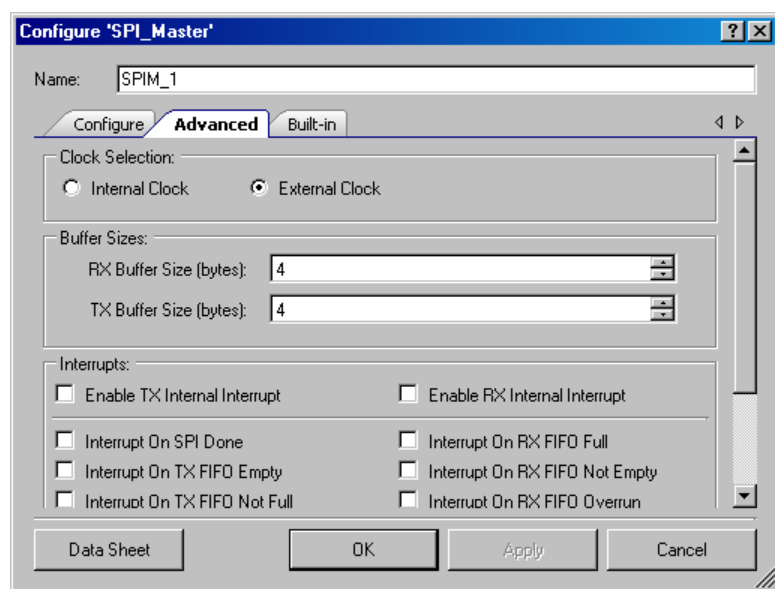 Configure 'SPI_Master'
Name: SPIM_1
Configure Advanced Built-in
Clock Selection:
Internal Clock External Clock
Buffer Sizes:
RX Buffer Size (bytes): 4
TX Buffer Size (bytes): 4
Interrupts:
Enable TX Internal Interrupt Enable RX Internal Interrupt
Interrupt On SPI Done Interrupt On RX FIFO Full
Interrupt On TX FIFO Empty Interrupt On RX FIFO Not Empty
Interrupt On TX FIFO Not Full Interrupt On RX FIFO Overrun
Data Sheet OK Apply Cancel